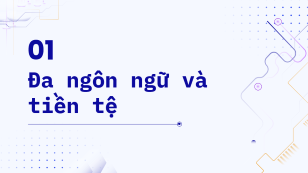 01
Đa ngôn ngữ và
tiền tệ